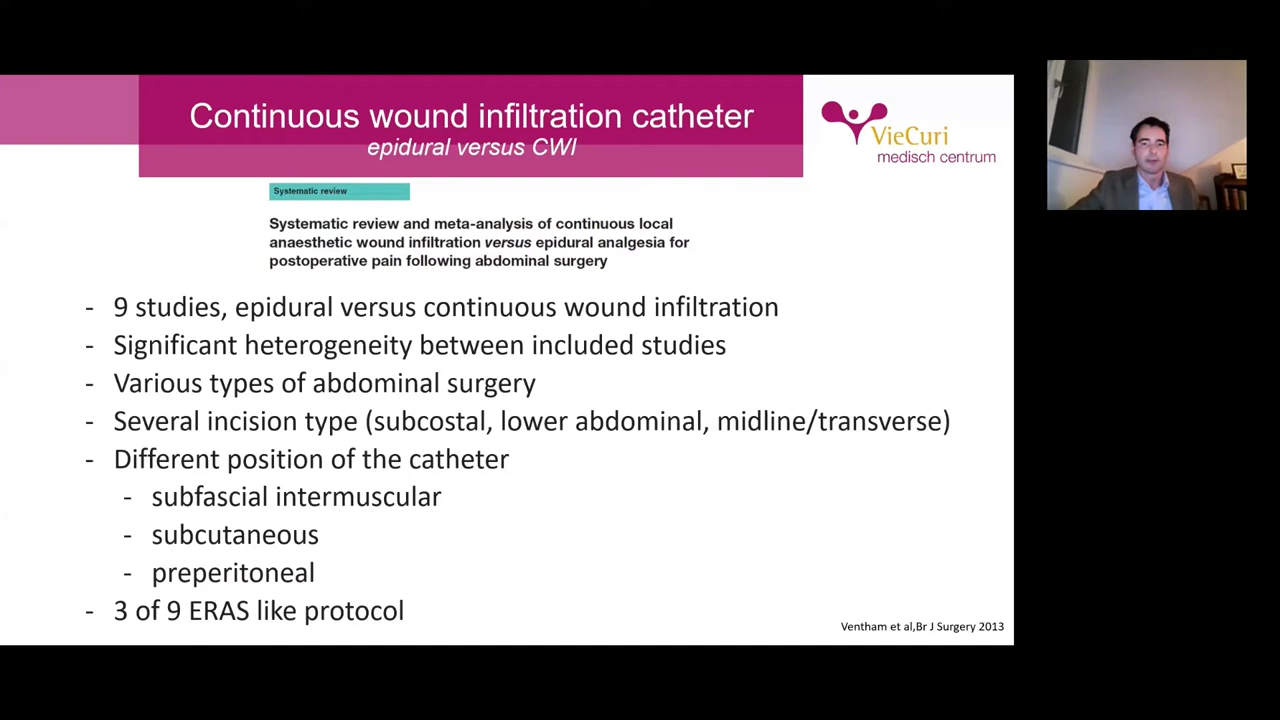 Continuous wound infiltration catheter
epidural versus CWI
VieCuri
medisch centrum
Systematic review
Systematic review and meta-analysis of continuous local
anaesthetic wound infiltration versus epidural analgesia for
postoperative pain following abdominal surgery
- 9 studies, epidural versus continuous wound infiltration
- Significant heterogeneity between included studies
- Various types of abdominal surgery
- Several incision type (subcostal, lower abdominal, midline/transverse)
- Different position of the catheter
- subfascial intermuscular
- subcutaneous
- preperitoneal
- 3 of 9 ERAS like protocol
Ventham et al,Br J Surgery 2013